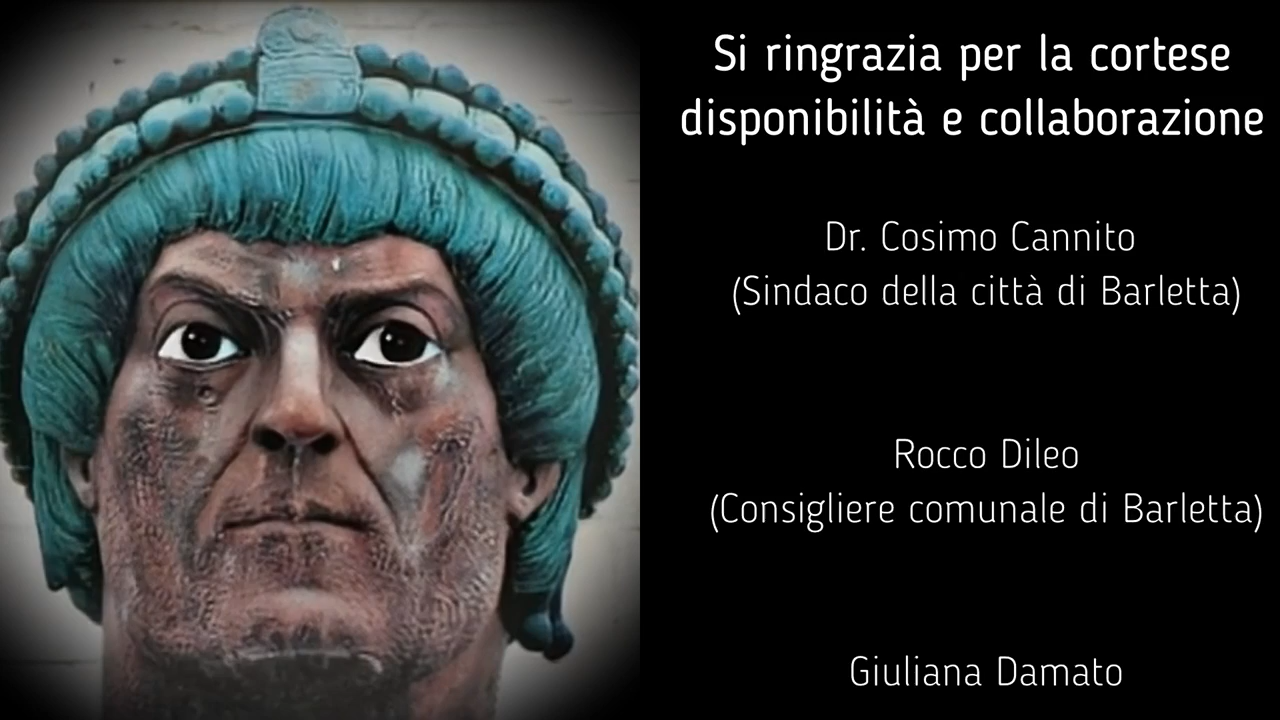 Si ringrazia per la cortese
disponibilità e collaborazione
Dr. Cosimo Cannito
(Sindaco della città di Barletta)
Rocco Dileo
(Consigliere comunale di Barletta)
Giuliana Damato